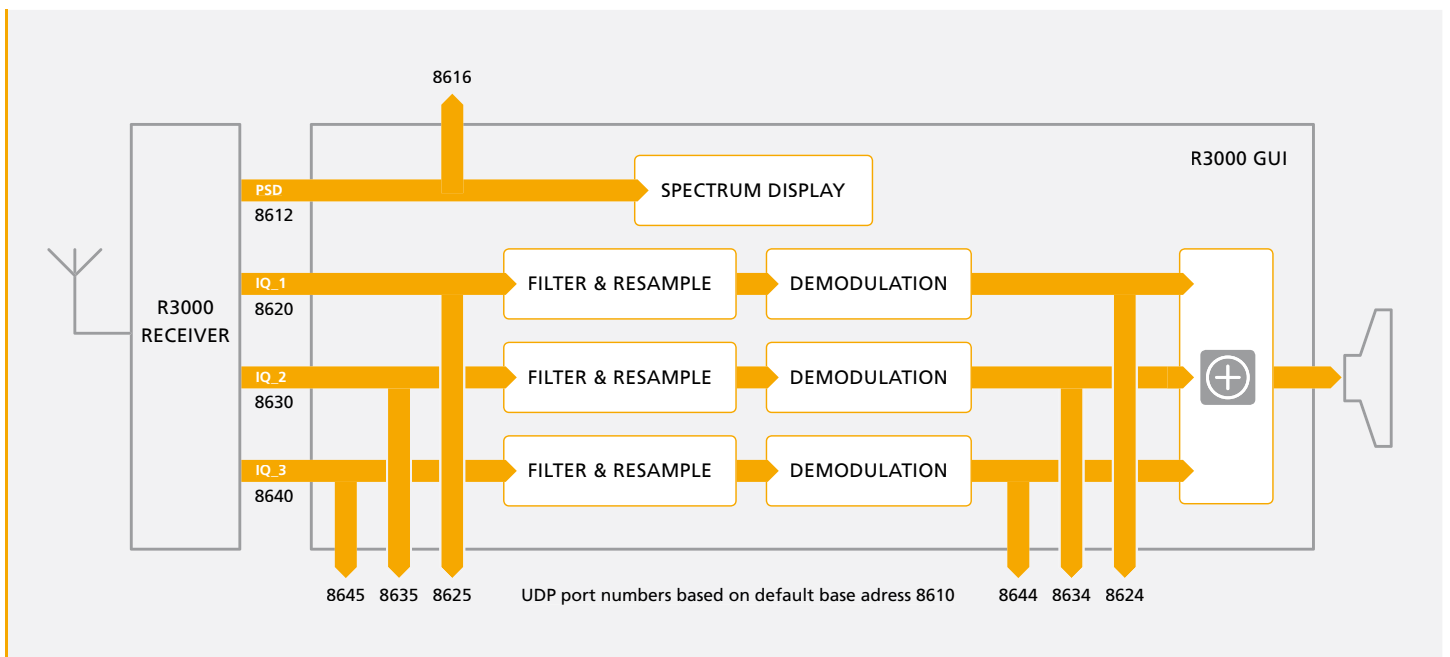 8616
R3000 GUI
PSD
8612
SPECTRUM DISPLAY
R3000
RECEIVER
IQ_1
8620
FILTER & RESAMPLE
DEMODULATION
IQ_2
8630
FILTER & RESAMPLE
DEMODULATION
IQ_3
8640
FILTER & RESAMPLE
DEMODULATION
8645
8635
8625
UDP port numbers based on default base adress 8610
8644
8634
8624